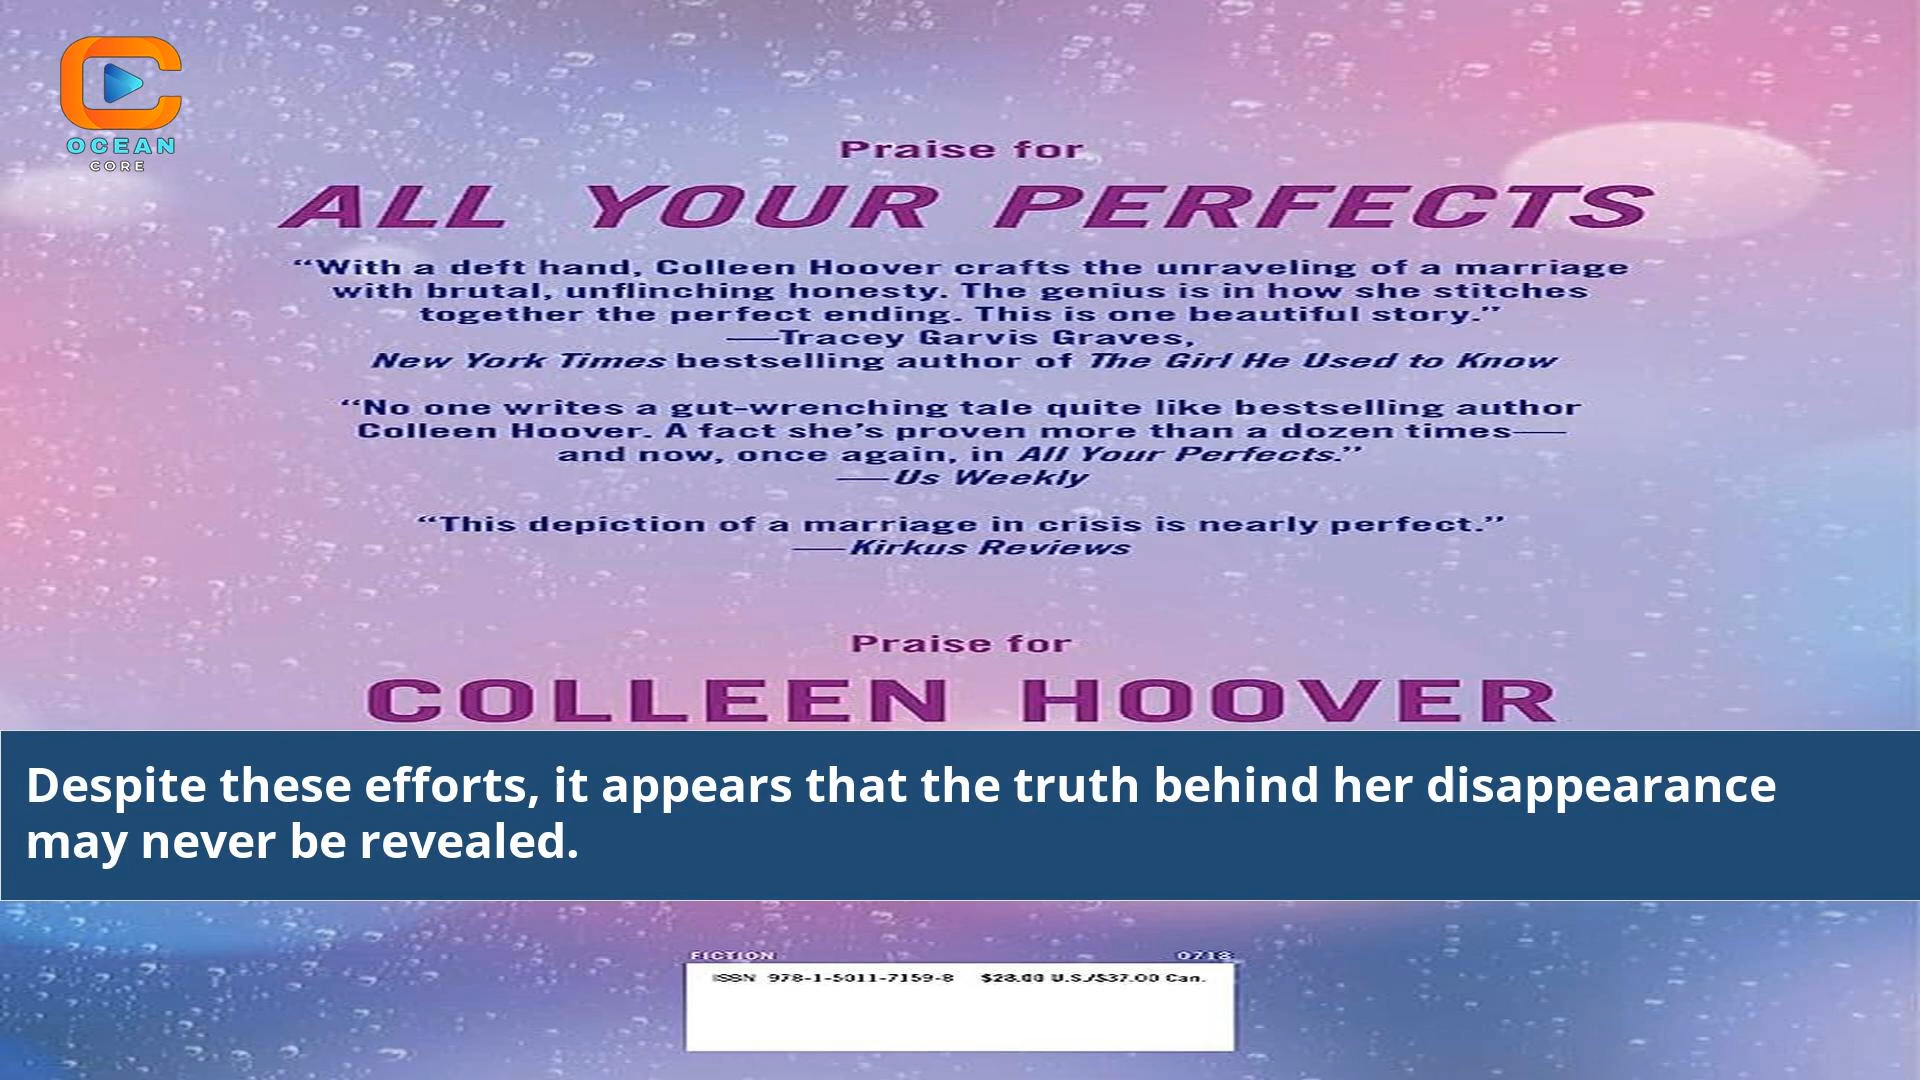 OCEAN
CORE
Praise for
ALL YOUR PERFECTS
“With a deft hand, Colleen Hoover crafts the unraveling of a marriage
with brutal, unflinching honesty. The genius is in how she stitches
together the perfect ending. This is one beautiful story.”
—Tracey Garvis Graves,
New York Times bestselling author of The Girl He Used to Know
“No one writes a gut-wrenching tale quite like bestselling author
Colleen Hoover. A fact she’s proven more than a dozen times—
and now, once again, in All Your Perfects.”
—Us Weekly
“This depiction of a marriage in crisis is nearly perfect.”
—Kirkus Reviews
Praise for
COLLEEN HOOVER
Despite these efforts, it appears that the truth behind her disappearance
may never be revealed.
FICTION 0718
ISBN 978-1-5011-7159-8 $28.00 U.S./$37.00 Can.